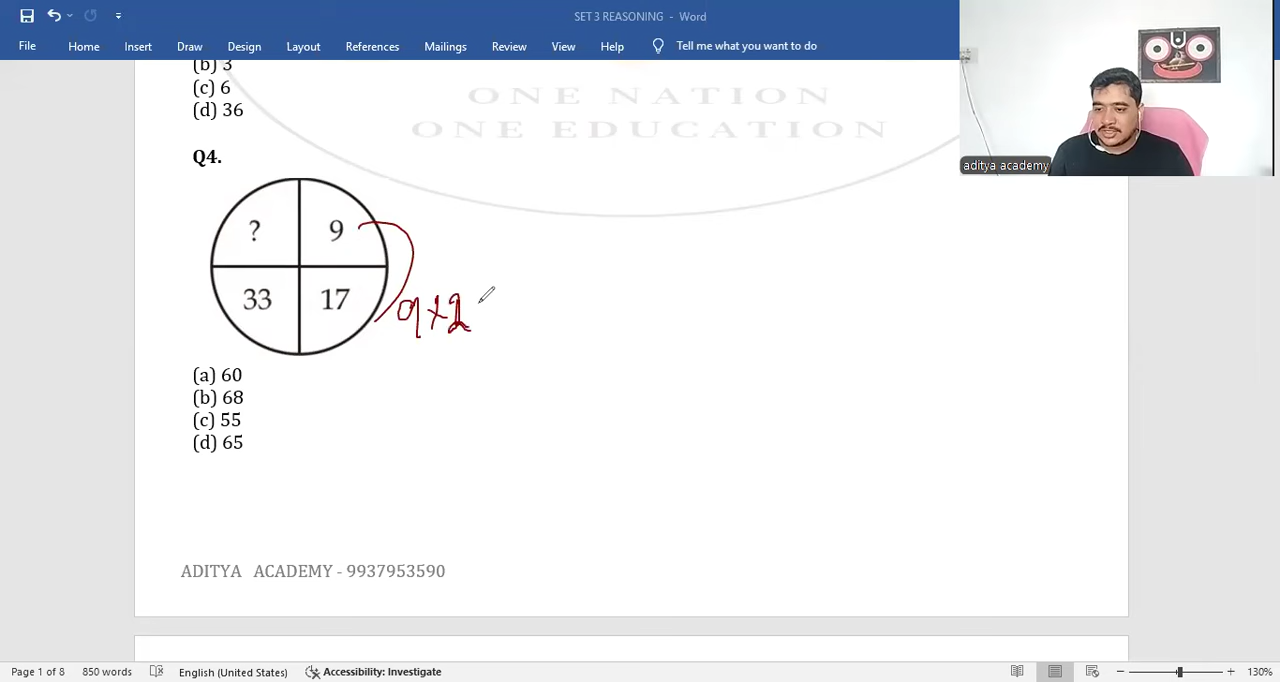 SET 3 REASONING - Word
File Home Insert Draw Design Layout References Mailings Review View Help Tell me what you want to do
(b) 3
(c) 6
(d) 36
ONE NATION
ONE EDUCATION
aditya academy
Q4.
? 9
33 17
9×2
(a) 60
(b) 68
(c) 55
(d) 65
ADITYA ACADEMY - 9937953590
Page 1 of 8 850 words English (United States) Accessibility: Investigate 130%